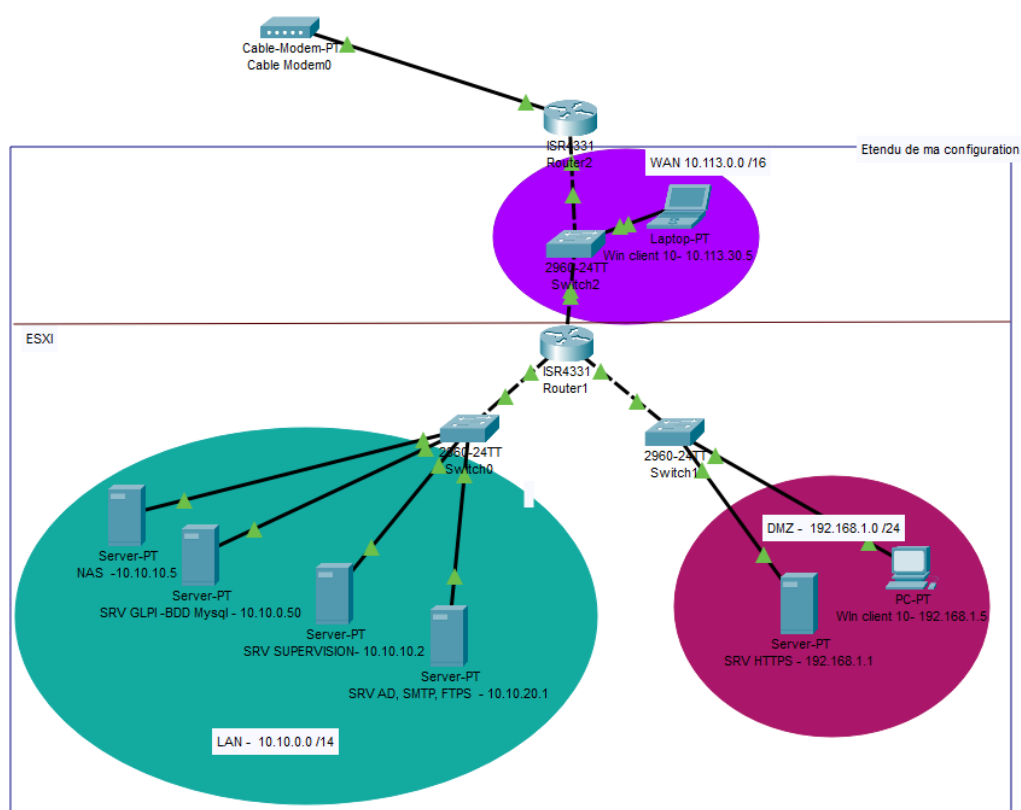 Cable-Modem-PT
Cable Modem0
ISR4331
Router2
Etendu de ma configuration
WAN 10.113.0.0 /16
Laptop-PT
Win client 10- 10.113.30.5
2960-24TT
Switch2
ESXI
ISR4331
Router1
2960-24TT
Switch0
2960-24TT
Switch1
Server-PT
NAS -10.10.10.5
Server-PT
SRV GLPI -BDD Mysql - 10.10.0.50
Server-PT
SRV SUPERVISION- 10.10.10.2
Server-PT
SRV AD, SMTP, FTPS - 10.10.20.1
LAN - 10.10.0.0 /14
DMZ - 192.168.1.0 /24
PC-PT
Win client 10- 192.168.1.5
Server-PT
SRV HTTPS - 192.168.1.1